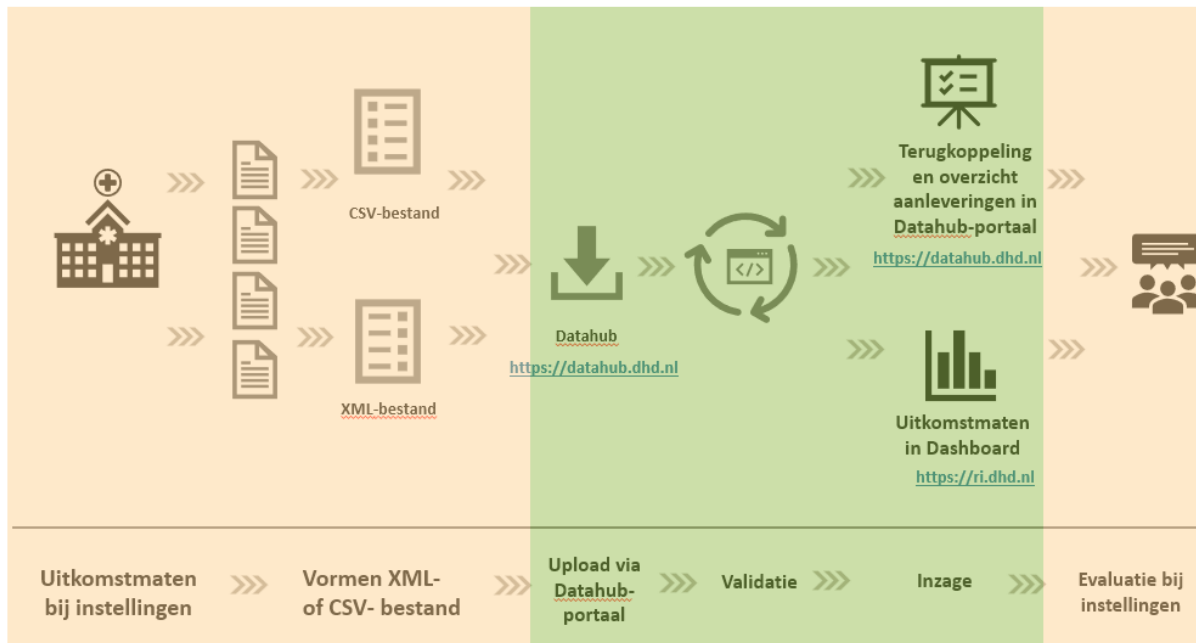 CSV-bestand
XML-bestand
Datahub
https://datahub.dhd.nl
</>
Terugkoppeling
en overzicht
aanleveringen in
Datahub-portaal
https://datahub.dhd.nl
Uitkomstmaten
in Dashboard
https://ri.dhd.nl
Uitkomstmaten
bij instellingen
Vormen XML-
of CSV- bestand
Upload via
Datahub-
portaal
Validatie
Inzage
Evaluatie bij
instellingen